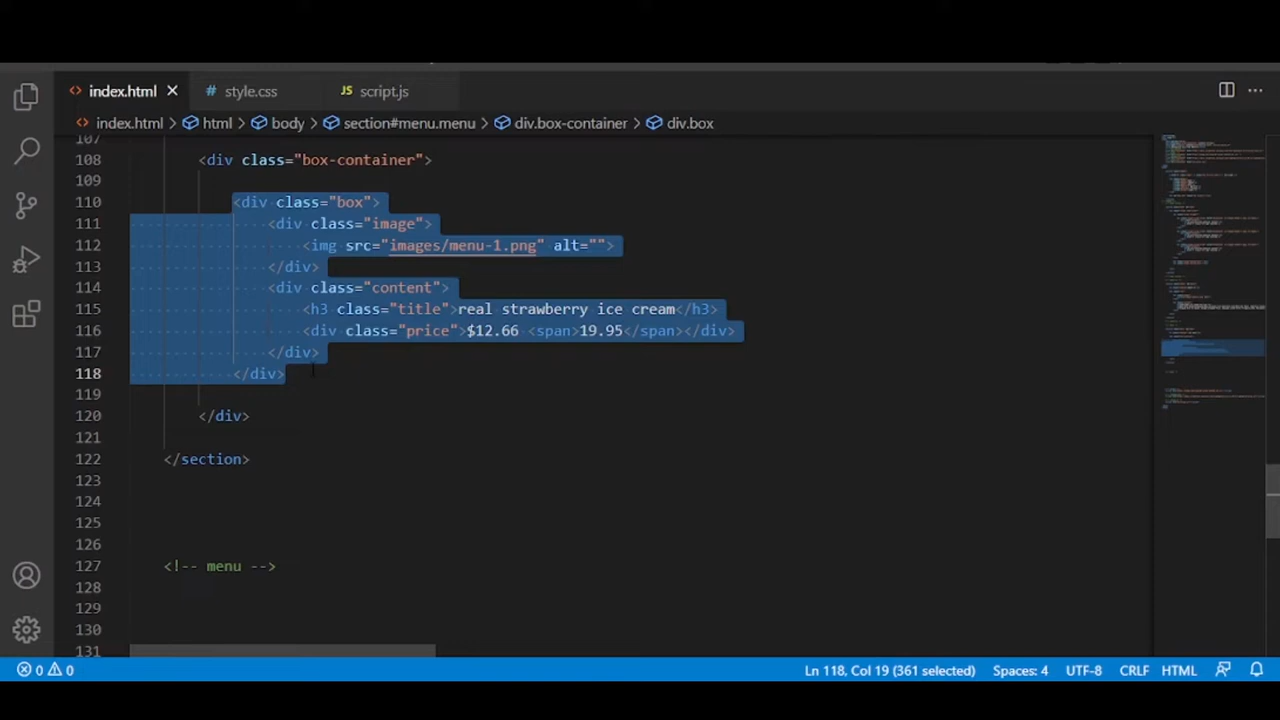 index.html
style.css
JS script.js
index.html > html > body > section#menu.menu > div.box-container > div.box
107
108 <div class="box-container">
109
110 <div class="box">
111 <div class="image">
112 <img src="images/menu-1.png" alt="">
113 </div>
114 <div class="content">
115 <h3 class="title">real strawberry ice cream</h3>
116 <div class="price">$12.66 <span>19.95</span></div>
117 </div>
118 </div>
119
120 </div>
121
122 </section>
123
124
125
126
127 <!-- menu -->
128
129
130
131
0 0 Ln 118, Col 19 (361 selected) Spaces: 4 UTF-8 CRLF HTML